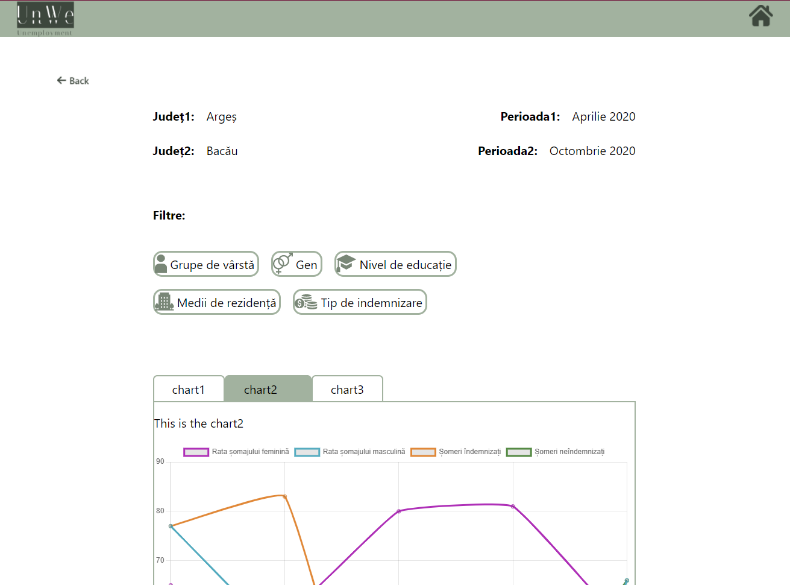 UnWe
Unemployment
← Back
Județ1: Argeș
Perioada1: Aprilie 2020
Județ2: Bacău
Perioada2: Octombrie 2020
Filtre:
Grupe de vârstă
Gen
Nivel de educație
Medii de rezidență
Tip de indemnizare
chart1
chart2
chart3
This is the chart2
Rata șomajului feminină
Rata șomajului masculină
Șomeri îndemnizați
Șomeri neîndemnizați
90
80
70